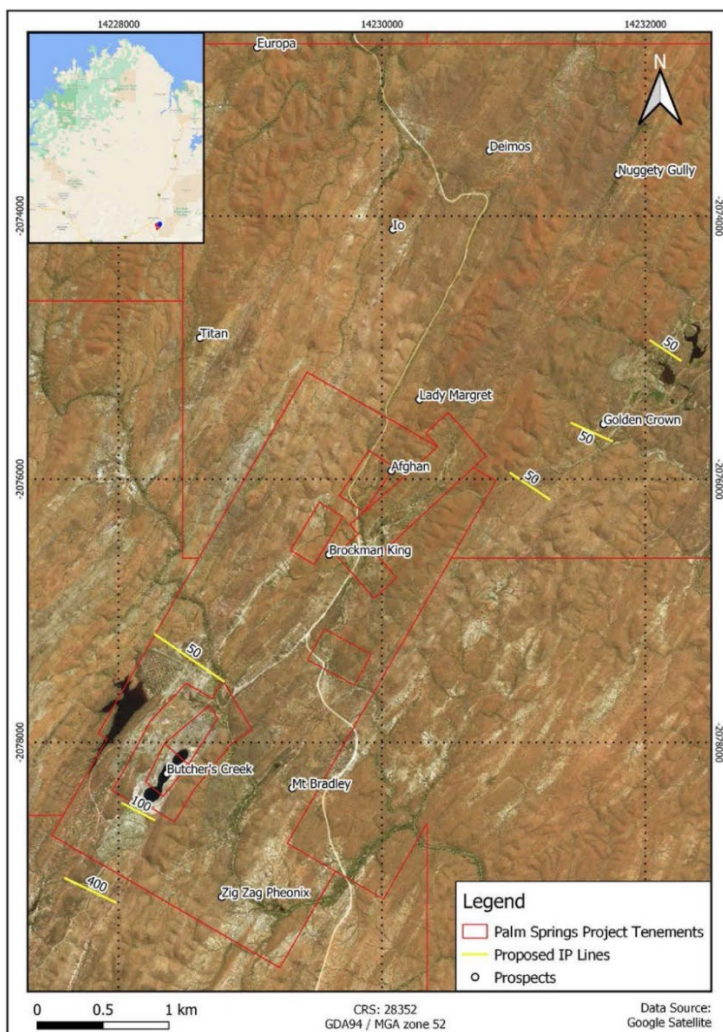 14228000
14230000
14232000
Europa
N
Deimos
Nuggety Gully
-2074000
-2074000
Io
Titan
50
Lady Margret
Golden Crown
50
Afghan
-2076000
-2076000
50
Brockman King
50
-2078000
-2078000
Butcher's Creek
Mt Bradley
100
400
Zig Zag Pheonix
Legend
Palm Springs Project Tenements
Proposed IP Lines
Prospects
0 0.5 1 km
CRS: 28352
GDA94 / MGA zone 52
Data Source:
Google Satellite